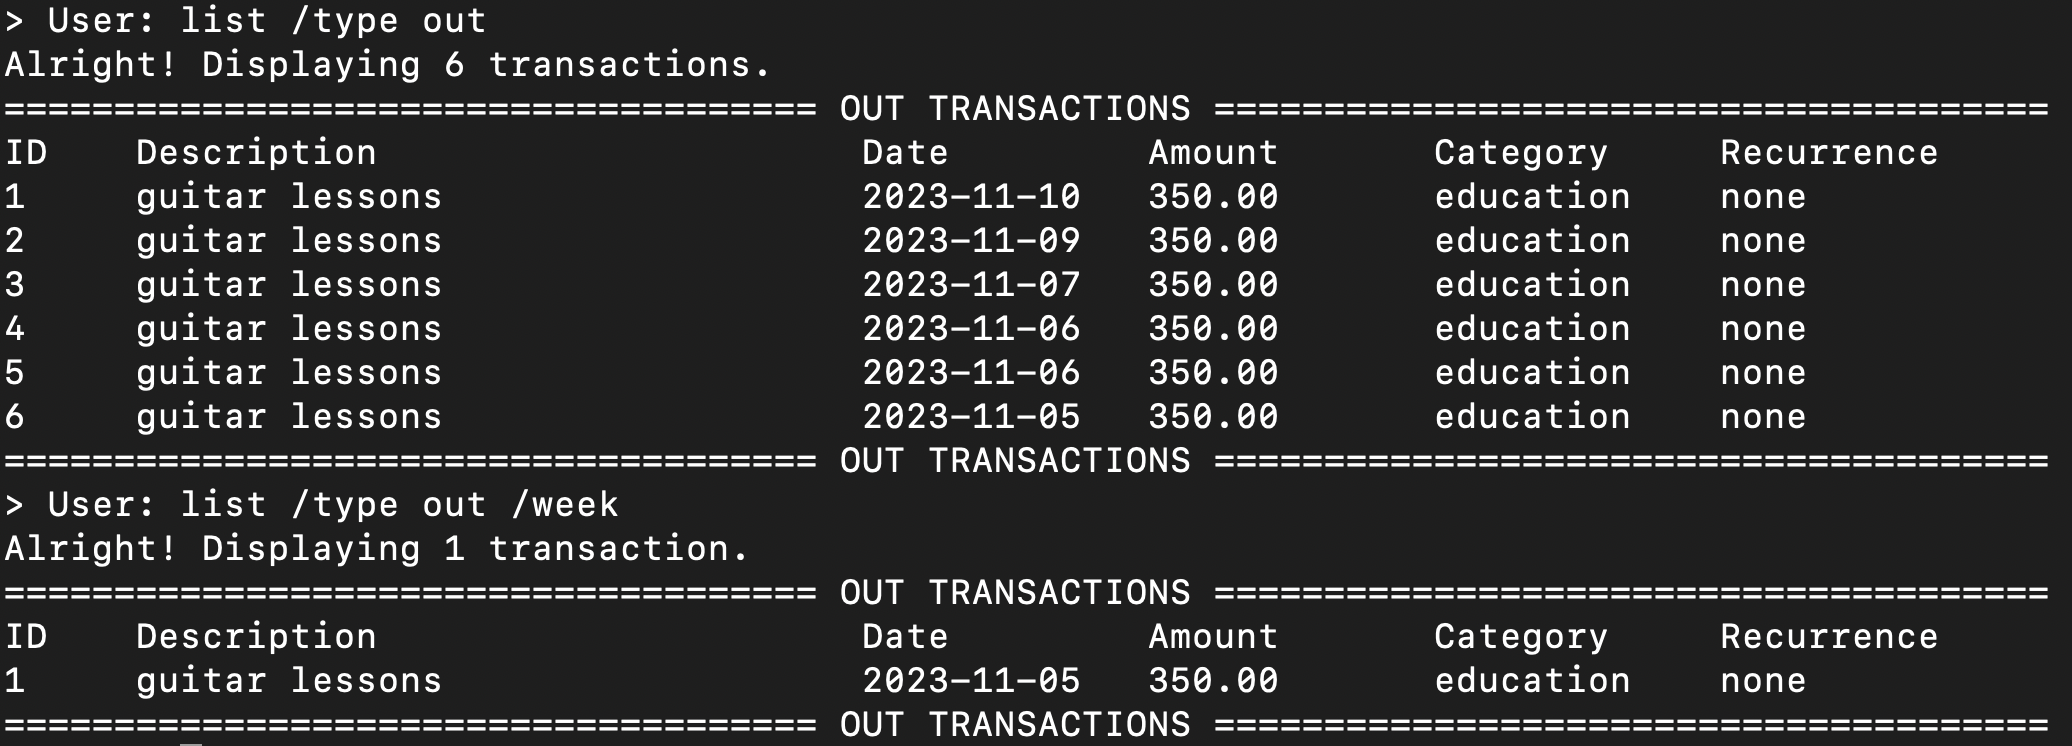 > User: list /type out
Alright! Displaying 6 transactions.
===================================== OUT TRANSACTIONS ======================================
ID    Description                      Date         Amount       Category     Recurrence
1     guitar lessons                   2023-11-10   350.00       education    none
2     guitar lessons                   2023-11-09   350.00       education    none
3     guitar lessons                   2023-11-07   350.00       education    none
4     guitar lessons                   2023-11-06   350.00       education    none
5     guitar lessons                   2023-11-06   350.00       education    none
6     guitar lessons                   2023-11-05   350.00       education    none
===================================== OUT TRANSACTIONS ======================================
> User: list /type out /week
Alright! Displaying 1 transaction.
===================================== OUT TRANSACTIONS ======================================
ID    Description                      Date         Amount       Category     Recurrence
1     guitar lessons                   2023-11-05   350.00       education    none
===================================== OUT TRANSACTIONS ======================================